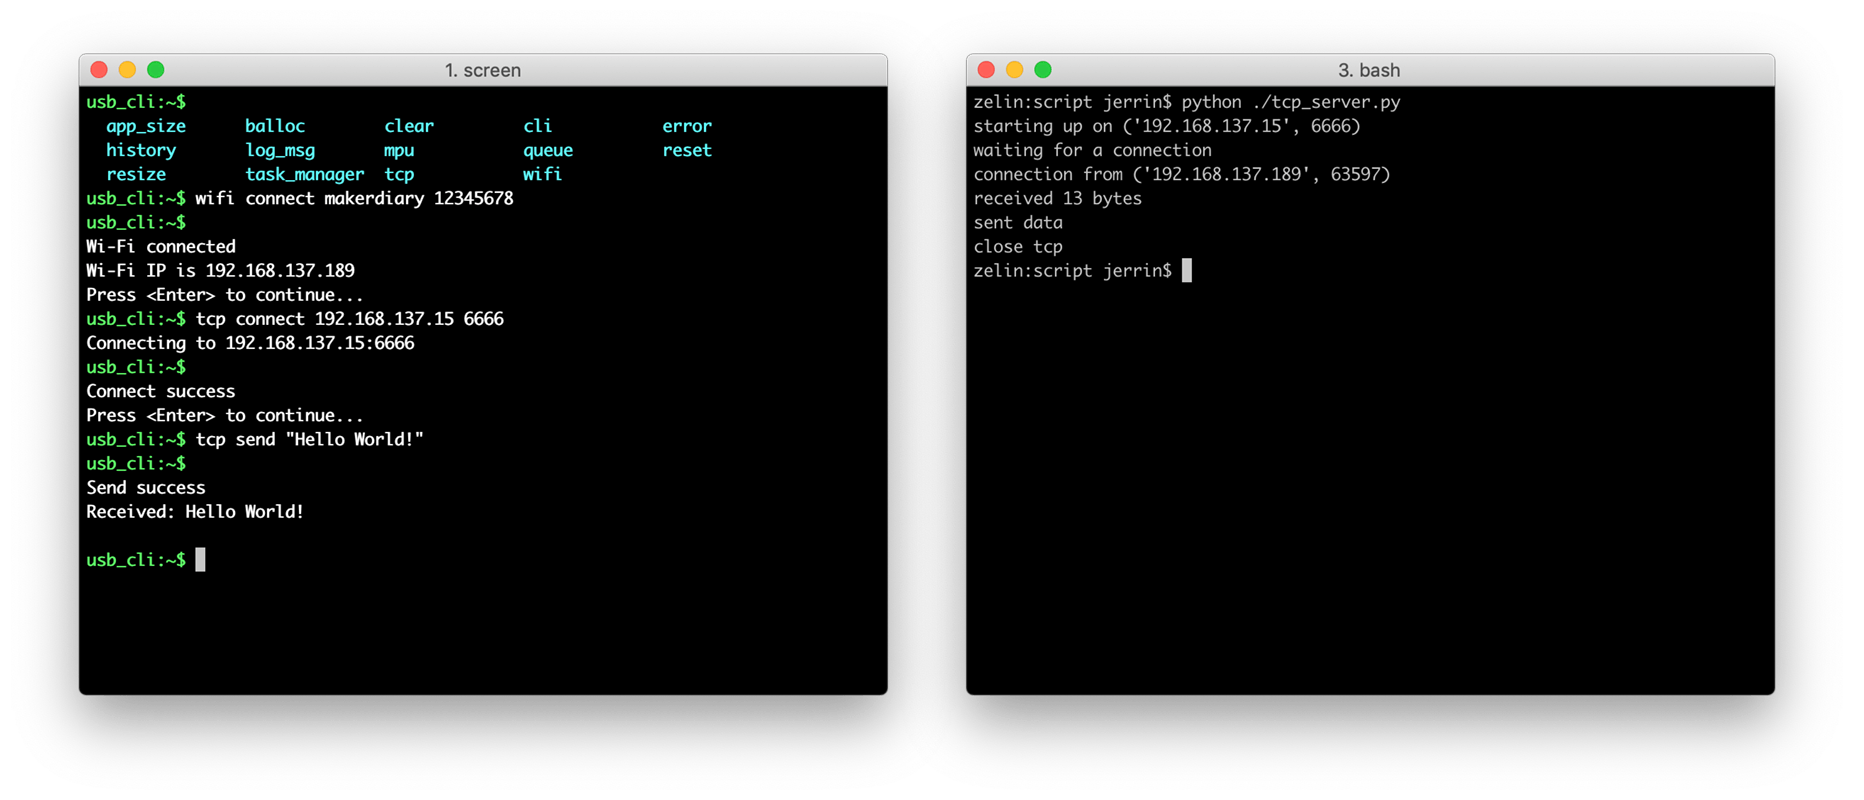 1. screen
usb_cli:~$
app_size balloc clear cli error
history log_msg mpu queue reset
resize task_manager tcp wifi
usb_cli:~$ wifi connect makerdiary 12345678
usb_cli:~$
Wi-Fi connected
Wi-Fi IP is 192.168.137.189
Press <Enter> to continue...
usb_cli:~$ tcp connect 192.168.137.15 6666
Connecting to 192.168.137.15:6666
usb_cli:~$
Connect success
Press <Enter> to continue...
usb_cli:~$ tcp send "Hello World!"
usb_cli:~$
Send success
Received: Hello World!
usb_cli:~$
3. bash
zelin:script jerrin$ python ./tcp_server.py
starting up on ('192.168.137.15', 6666)
waiting for a connection
connection from ('192.168.137.189', 63597)
received 13 bytes
sent data
close tcp
zelin:script jerrin$